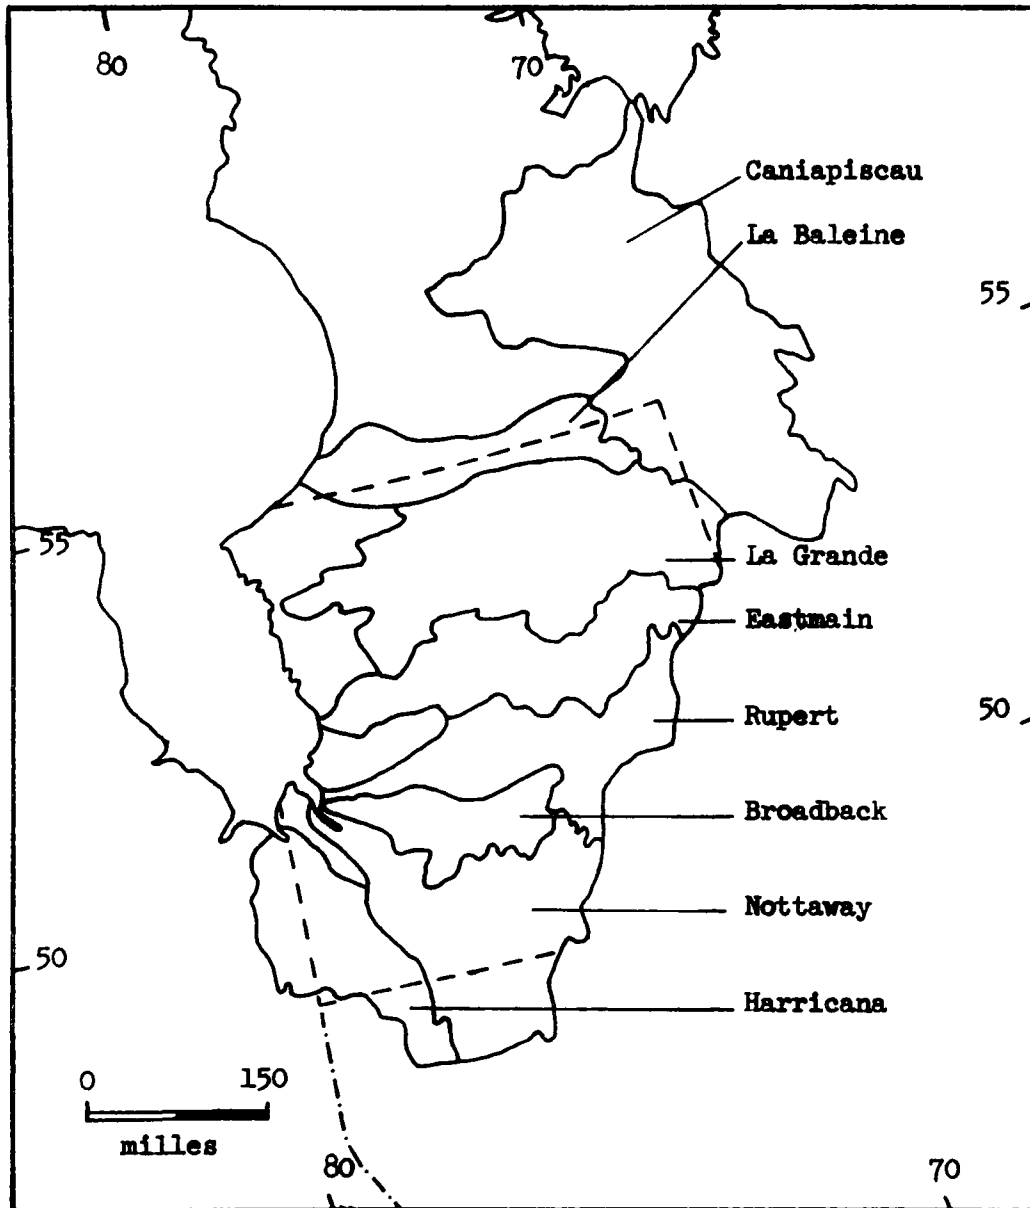 80
70
Caniapiscau
La Baleine
55
55
La Grande
Eastmain
Rupert
50
Broadback
Nottaway
50
Harricana
0 150
milles
80
70